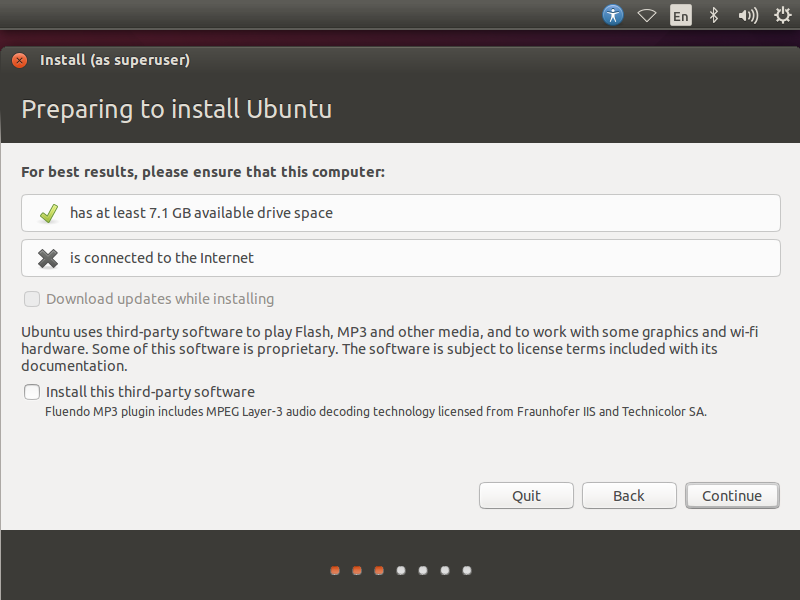 En
Install (as superuser)
Preparing to install Ubuntu
For best results, please ensure that this computer:
has at least 7.1 GB available drive space
is connected to the Internet
Download updates while installing
Ubuntu uses third-party software to play Flash, MP3 and other media, and to work with some graphics and wi-fi
hardware. Some of this software is proprietary. The software is subject to license terms included with its
documentation.
Install this third-party software
Fluendo MP3 plugin includes MPEG Layer-3 audio decoding technology licensed from Fraunhofer IIS and Technicolor SA.
Quit
Back
Continue